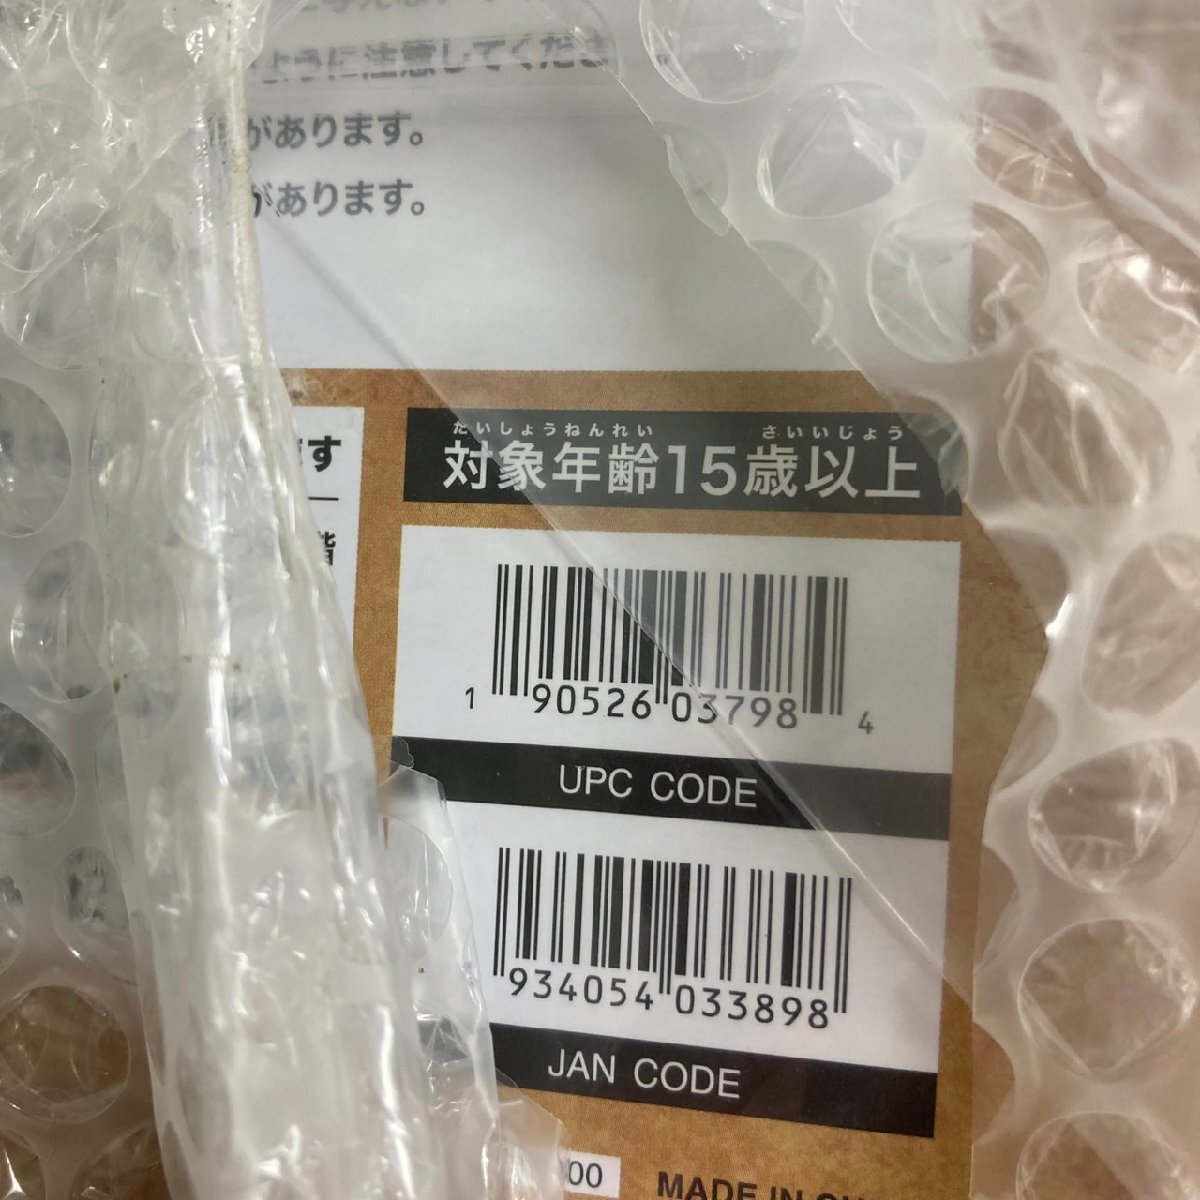 ように注意してくださ
があります。
があります。
す
たいしょうねんれい さいいじょう
対象年齢15歳以上
1 90526 03798 4
UPC CODE
934054 033898
JAN CODE
00
MADE IN